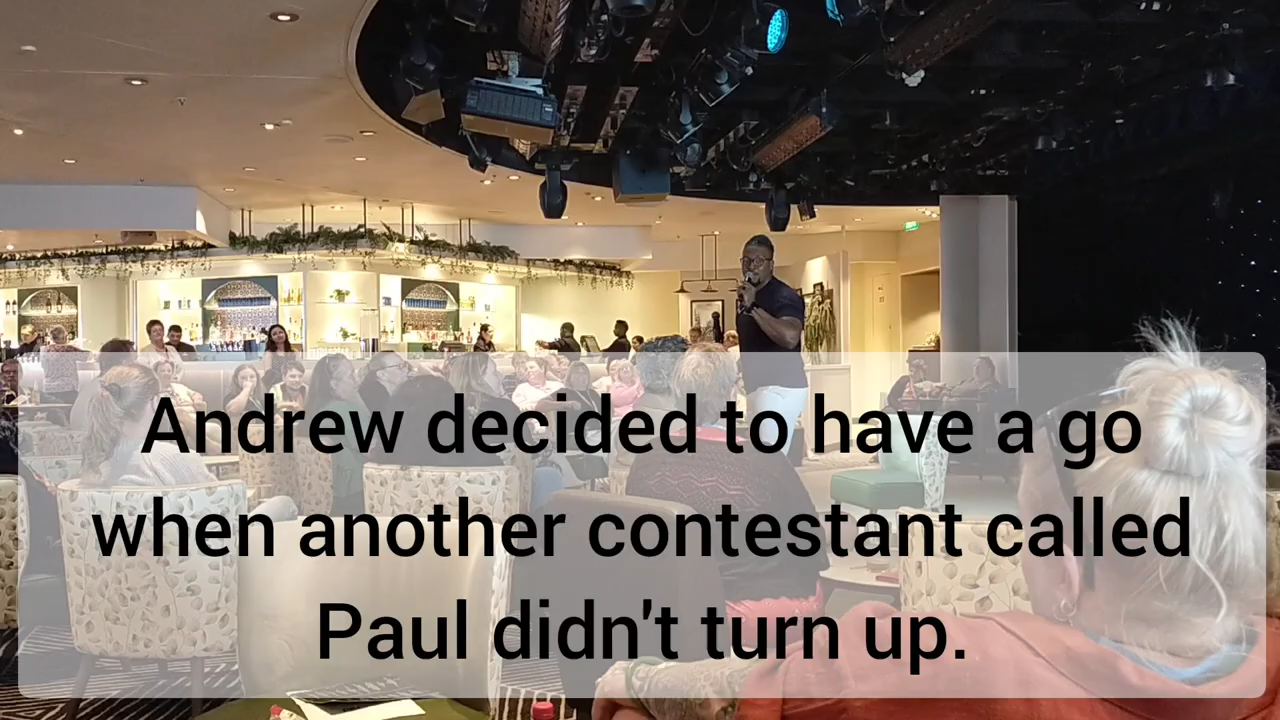 Andrew decided to have a go
when another contestant called
Paul didn't turn up.